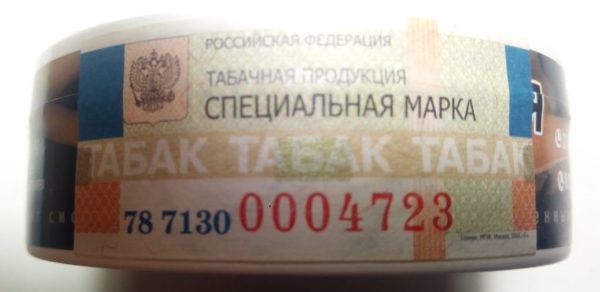 РОССИЙСКАЯ ФЕДЕРАЦИЯ
ТАБАЧНАЯ ПРОДУКЦИЯ
СПЕЦИАЛЬНАЯ МАРКА
ТАБАК ТАБАК ТАБАК
78 7130 0004723